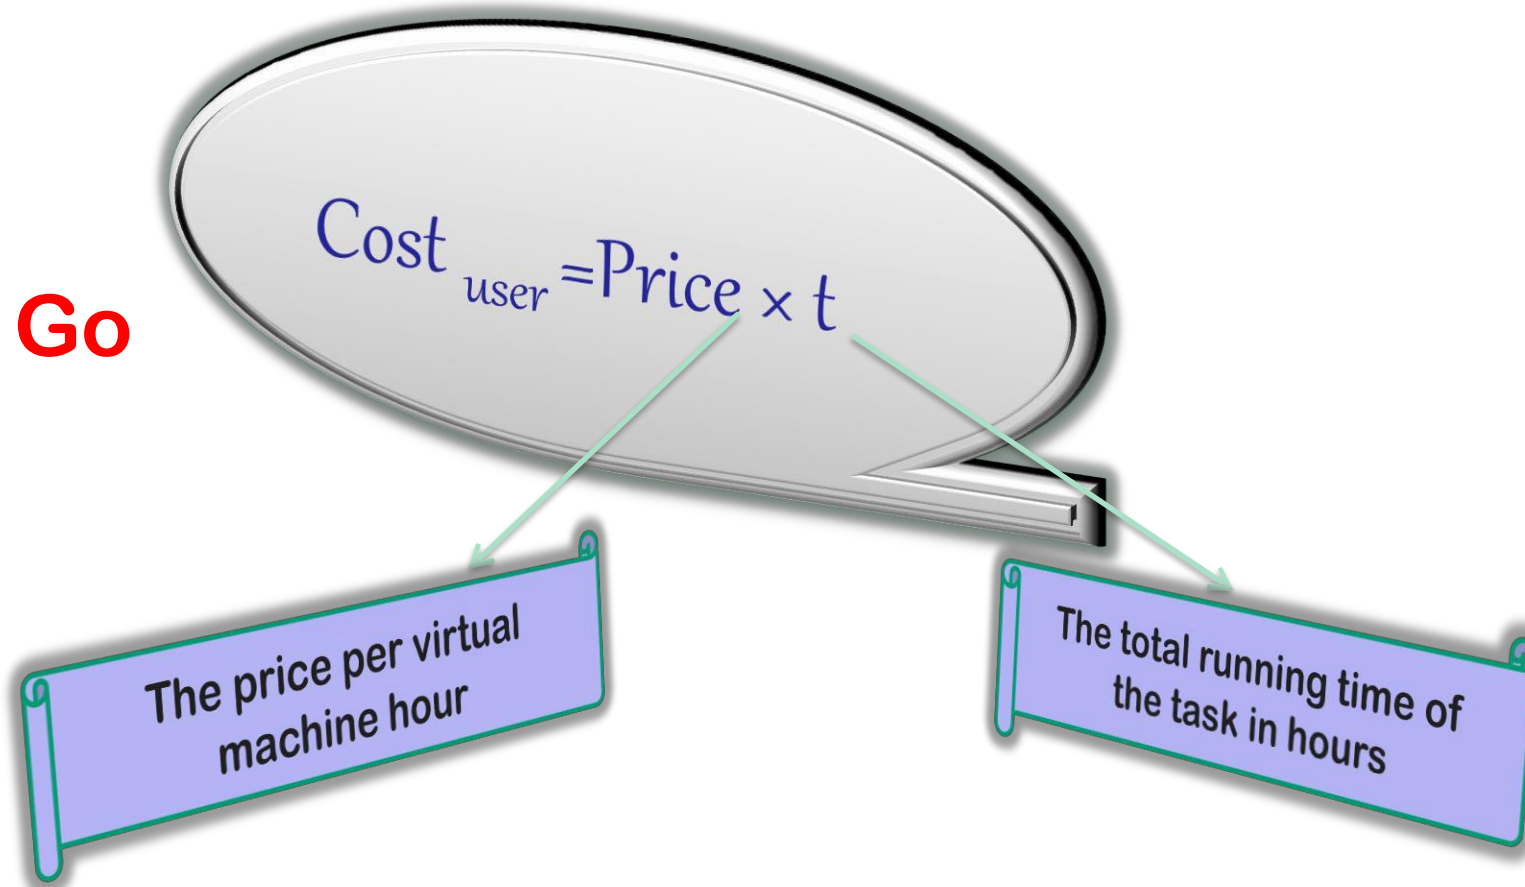 Cost user =Price × t
Go
The price per virtual
machine hour
The total running time of
the task in hours